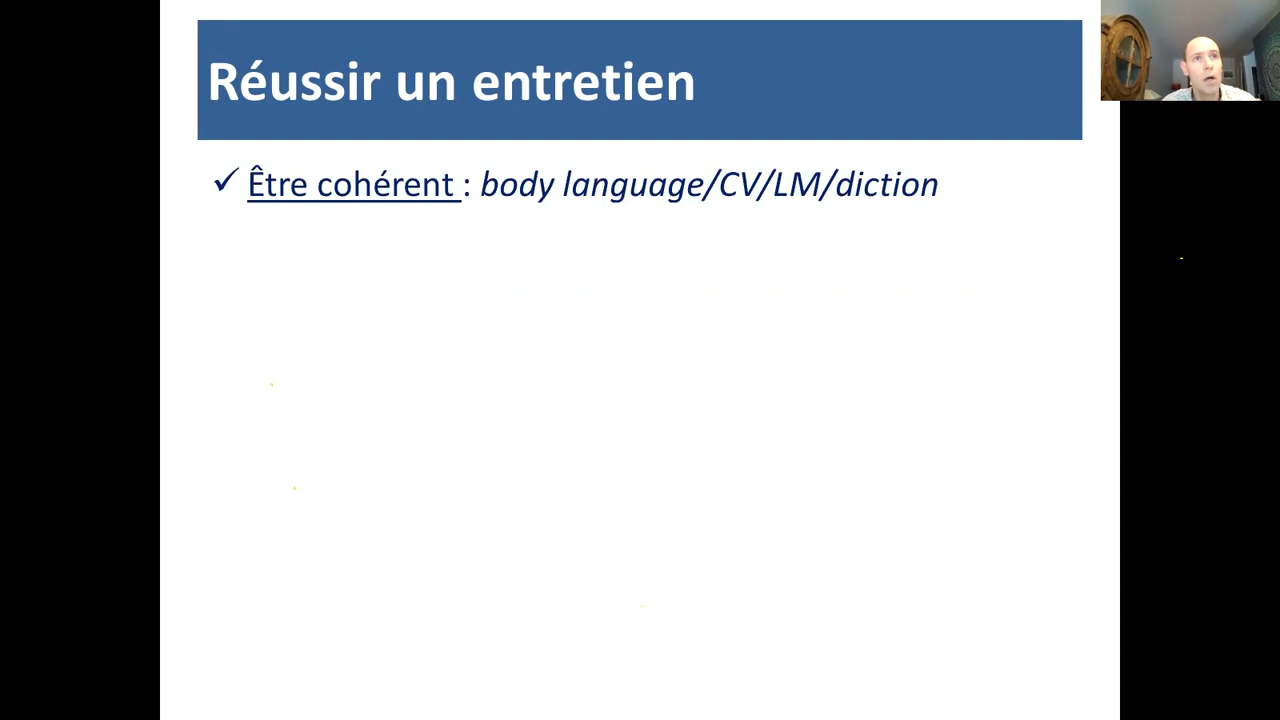 Réussir un entretien
✓ Être cohérent : body language/CV/LM/diction